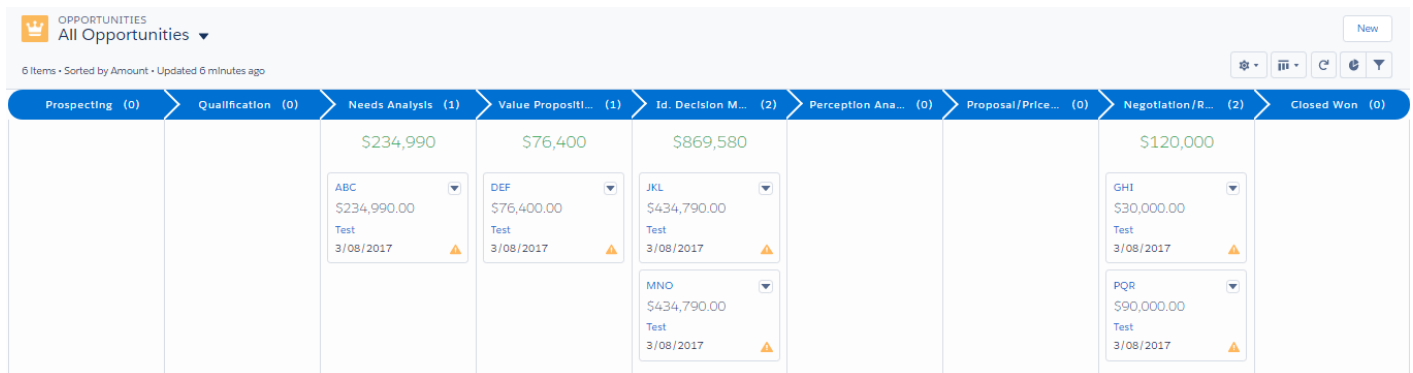 OPPORTUNITIES
All Opportunities
New
6 Items • Sorted by Amount • Updated 6 minutes ago
Prospecting (0)
Qualification (0)
Needs Analysis (1)
Value Propositi... (1)
Id. Decision M... (2)
Perception Ana... (0)
Proposal/Price... (0)
Negotiation/R... (2)
Closed Won (0)
$234,990
$76,400
$869,580
$120,000
ABC
$234,990.00
Test
3/08/2017
DEF
$76,400.00
Test
3/08/2017
JKL
$434,790.00
Test
3/08/2017
MNO
$434,790.00
Test
3/08/2017
GHI
$30,000.00
Test
3/08/2017
PQR
$90,000.00
Test
3/08/2017